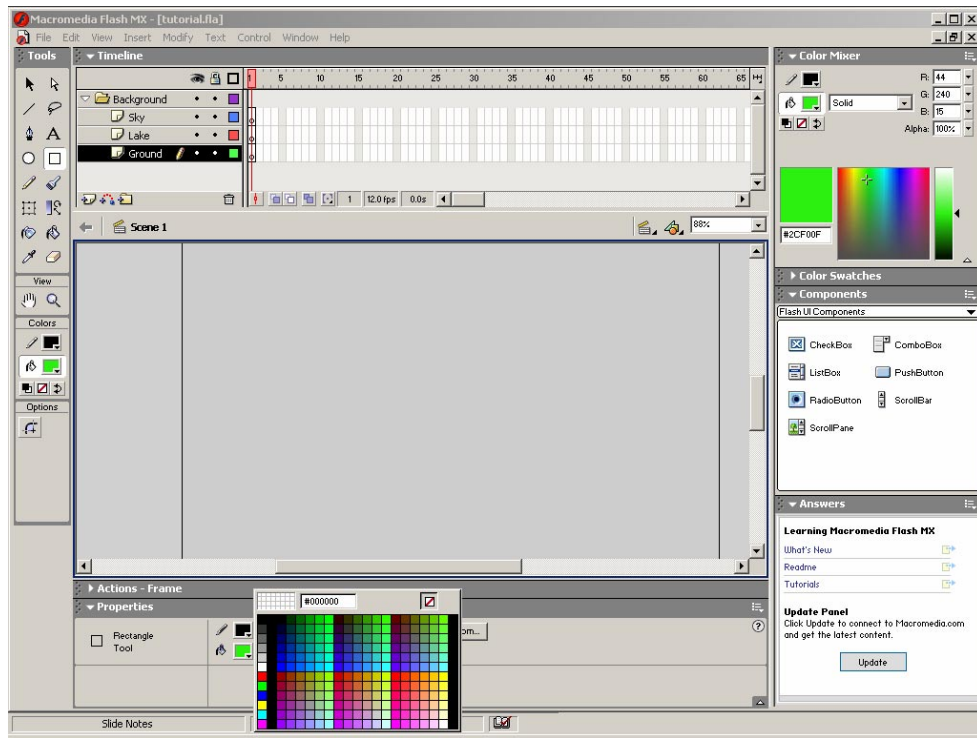 Macromedia Flash MX - [tutorial.fla]
File Edit View Insert Modify Text Control Window Help
Tools
Timeline
1 5 10 15 20 25 30 35 40 45 50 55 60 65
Background
Sky
Lake
Ground
1 12.0 fps 0.0s
Scene 1
88%
View
Colors
Options
Color Mixer
R: 44
G: 240
B: 15
Solid
Alpha: 100%
#2CF00F
Color Swatches
Components
Flash UI Components
CheckBox ComboBox
ListBox PushButton
RadioButton ScrollBar
ScrollPane
Answers
Learning Macromedia Flash MX
What's New
Readme
Tutorials
Update Panel
Click Update to connect to Macromedia.com
and get the latest content.
Update
Actions - Frame
Properties
#000000
Rectangle
Tool
om...
Slide Notes